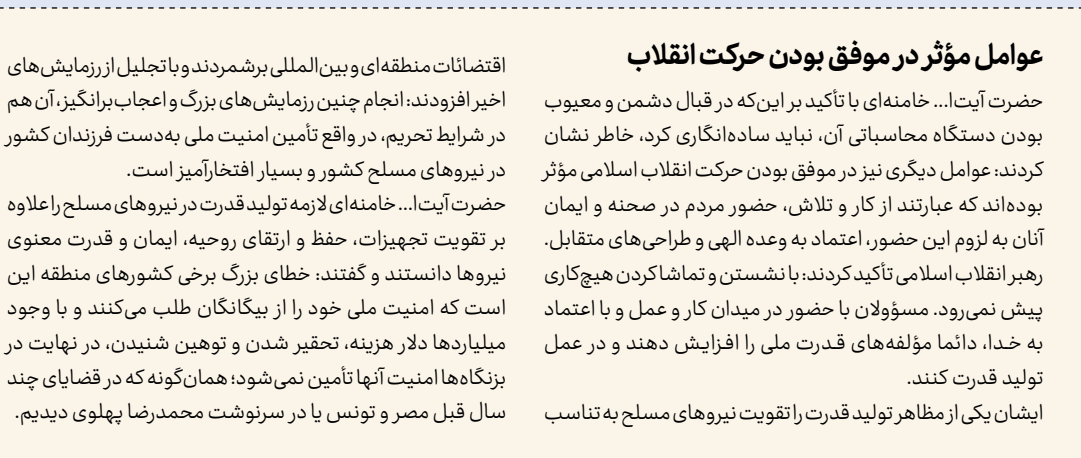 عوامل مؤثر در موفق بودن حرکت انقلاب
حضرت آیت‌ا... خامنه‌ای با تأکید بر این‌که در قبال دشمن و معیوب
بودن دستگاه محاسباتی آن، نباید ساده‌انگاری کرد، خاطر نشان
کردند: عوامل دیگری نیز در موفق بودن حرکت انقلاب اسلامی مؤثر
بوده‌اند که عبارتند از کار و تلاش، حضور مردم در صحنه و ایمان
آنان به لزوم این حضور، اعتماد به وعده الهی و طراحی‌های متقابل.
رهبر انقلاب اسلامی تأکید کردند: با نشستن و تماشا کردن هیچ‌کاری
پیش نمی‌رود. مسؤولان با حضور در میدان کار و عمل و با اعتماد
به خـدا، دائما مؤلفه‌های قـدرت ملی را افـزایش دهند و در عمل
تولید قدرت کنند.
ایشان یکی از مظاهر تولید قدرت را تقویت نیروهای مسلح به تناسب
اقتضائات منطقه‌ای و بین‌المللی برشمردند و با تجلیل از رزمایش‌های
اخیر افزودند: انجام چنین رزمایش‌های بزرگ و اعجاب‌برانگیز، آن هم
در شرایط تحریم، در واقع تأمین امنیت ملی به‌دست فرزندان کشور
در نیروهای مسلح کشور و بسیار افتخارآمیز است.
حضرت آیت‌ا... خامنه‌ای لازمه تولید قدرت در نیروهای مسلح را علاوه
بر تقویت تجهیزات، حفظ و ارتقای روحیه، ایمان و قدرت معنوی
نیروها دانستند و گفتند: خطای بزرگ برخی کشورهای منطقه این
است که امنیت ملی خود را از بیگانگان طلب می‌کنند و با وجود
میلیاردها دلار هزینه، تحقیر شدن و توهین شنیدن، در نهایت در
بزنگاه‌ها امنیت آنها تأمین نمی‌شود؛ همان‌گونه که در قضایای چند
سال قبل مصر و تونس یا در سرنوشت محمدرضا پهلوی دیدیم.